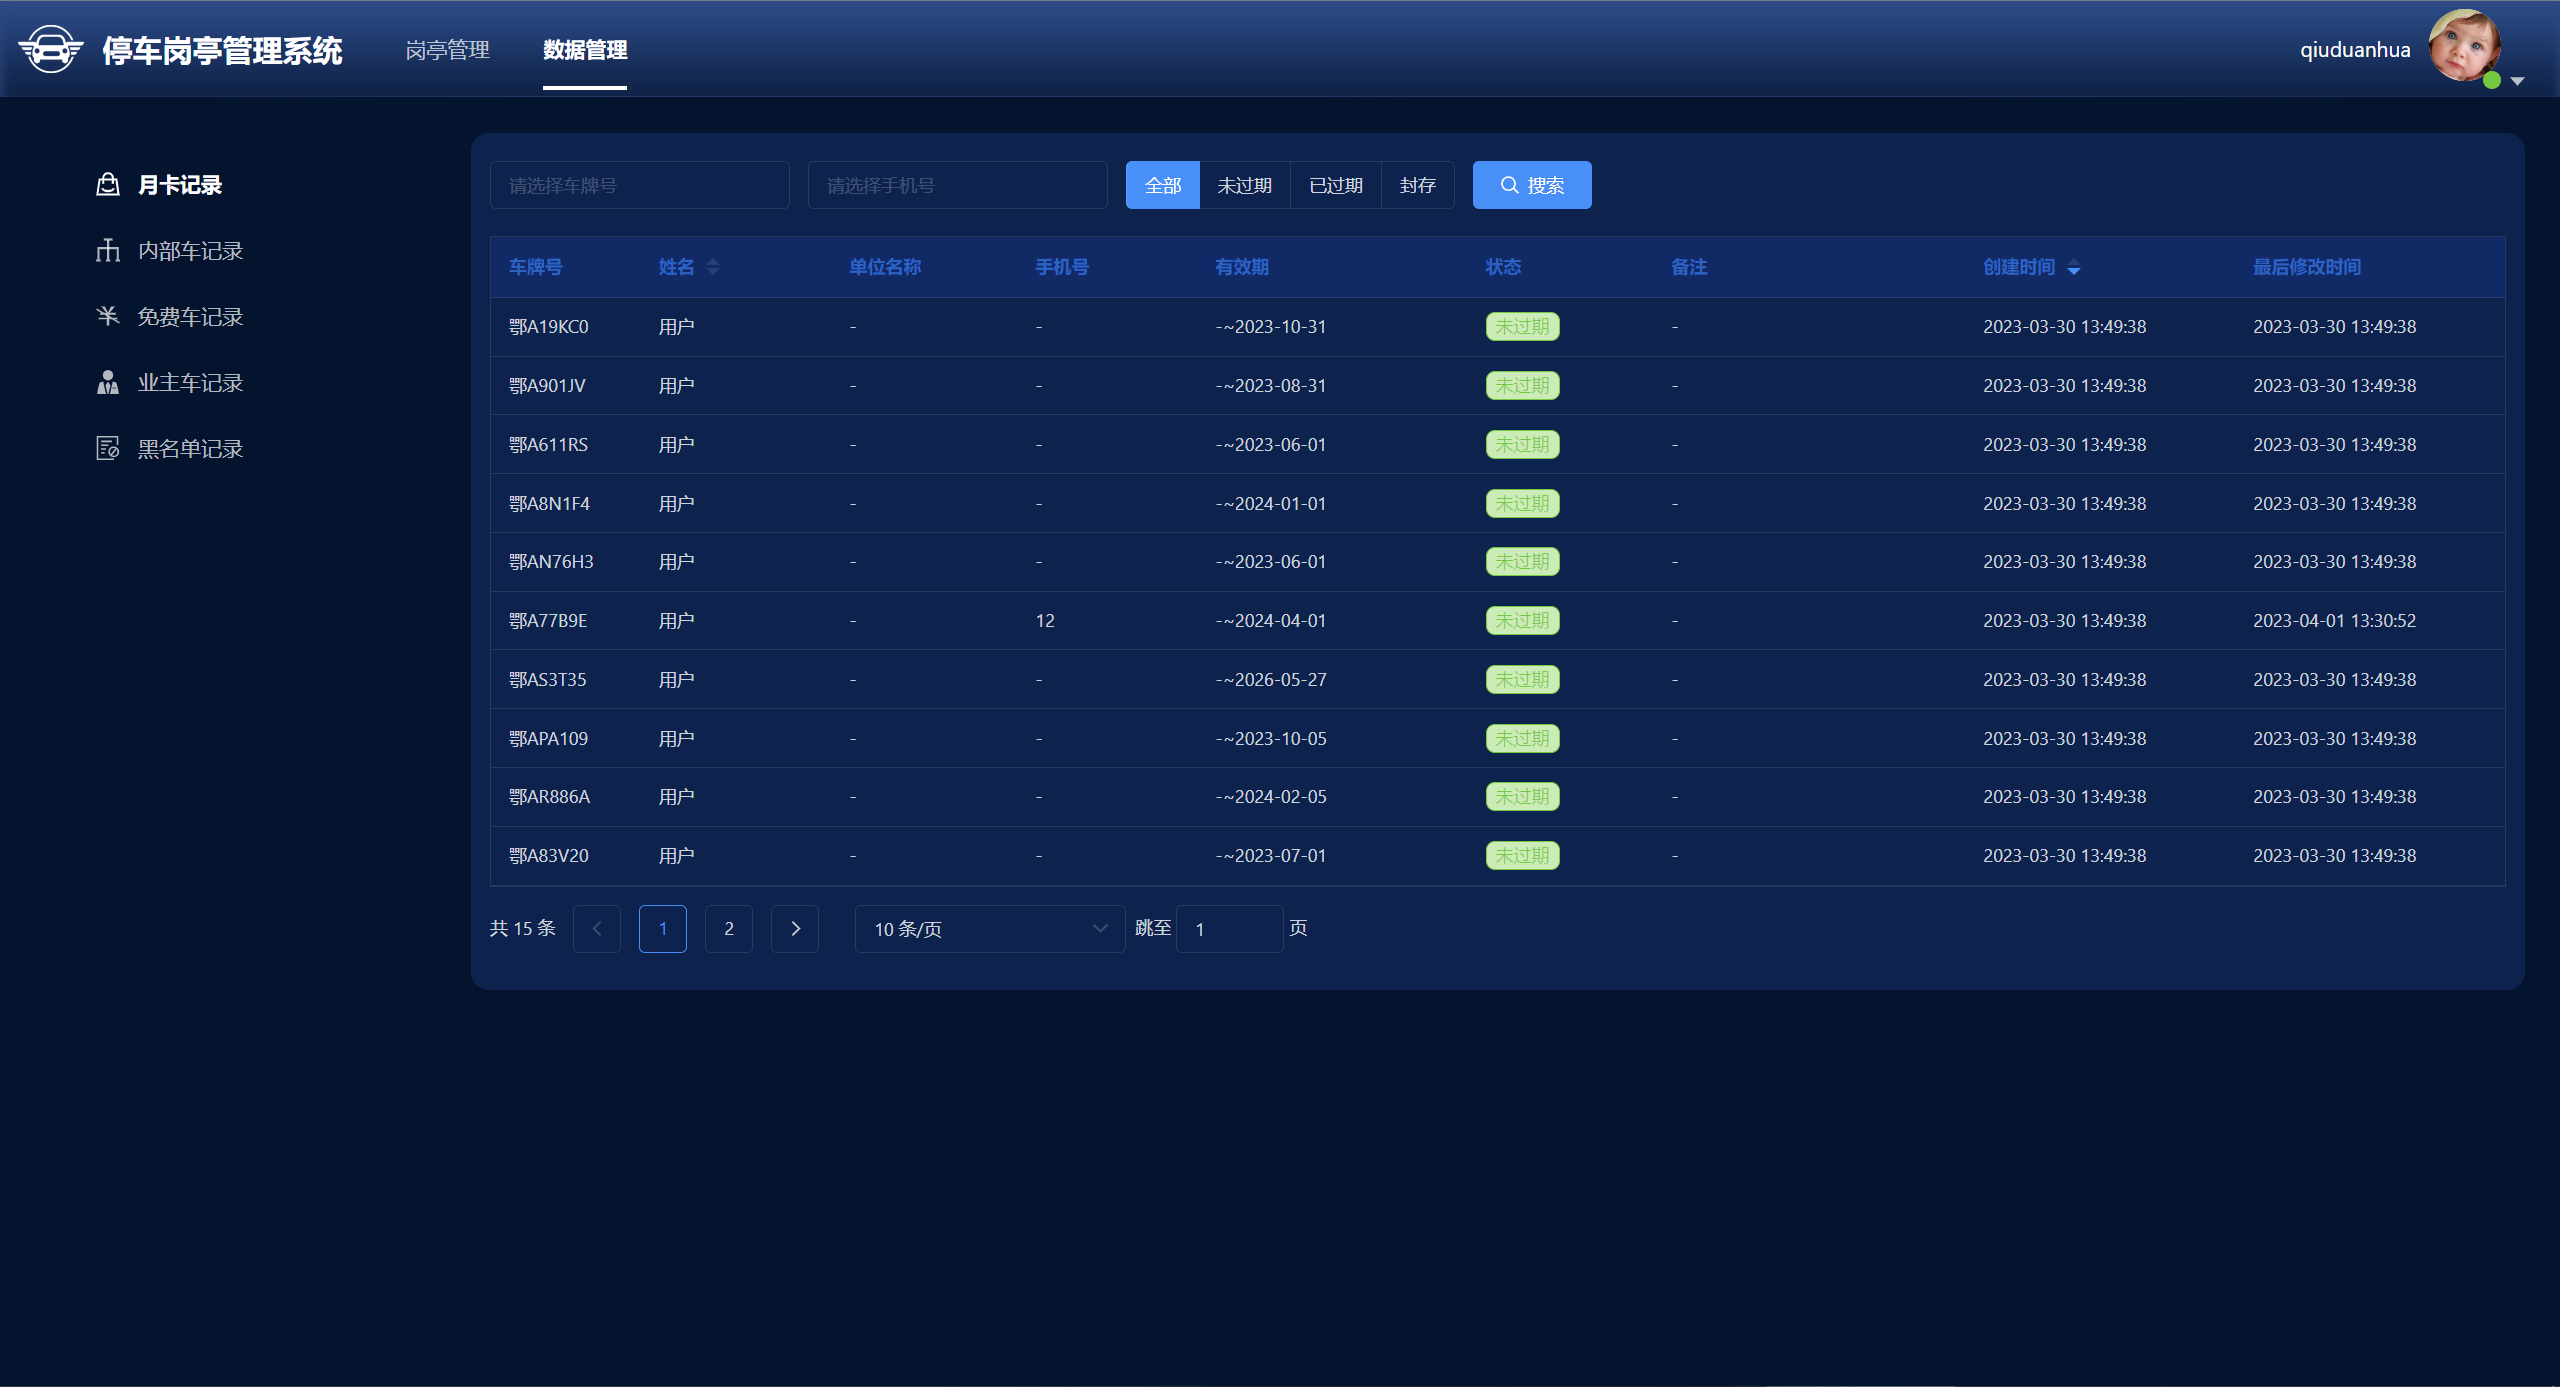 停车岗亭管理系统 岗亭管理 数据管理 qiuduanhua
月卡记录
内部车记录
免费车记录
业主车记录
黑名单记录
请选择车牌号 请选择手机号 全部 未过期 已过期 封存 搜索
车牌号 姓名 单位名称 手机号 有效期 状态 备注 创建时间 最后修改时间
鄂A19KC0 用户 - - -~2023-10-31 未过期 - 2023-03-30 13:49:38 2023-03-30 13:49:38
鄂A901JV 用户 - - -~2023-08-31 未过期 - 2023-03-30 13:49:38 2023-03-30 13:49:38
鄂A611RS 用户 - - -~2023-06-01 未过期 - 2023-03-30 13:49:38 2023-03-30 13:49:38
鄂A8N1F4 用户 - - -~2024-01-01 未过期 - 2023-03-30 13:49:38 2023-03-30 13:49:38
鄂AN76H3 用户 - - -~2023-06-01 未过期 - 2023-03-30 13:49:38 2023-03-30 13:49:38
鄂A77B9E 用户 - 12 -~2024-04-01 未过期 - 2023-03-30 13:49:38 2023-04-01 13:30:52
鄂AS3T35 用户 - - -~2026-05-27 未过期 - 2023-03-30 13:49:38 2023-03-30 13:49:38
鄂APA109 用户 - - -~2023-10-05 未过期 - 2023-03-30 13:49:38 2023-03-30 13:49:38
鄂AR886A 用户 - - -~2024-02-05 未过期 - 2023-03-30 13:49:38 2023-03-30 13:49:38
鄂A83V20 用户 - - -~2023-07-01 未过期 - 2023-03-30 13:49:38 2023-03-30 13:49:38
共 15 条 1 2 10 条/页 跳至 1 页